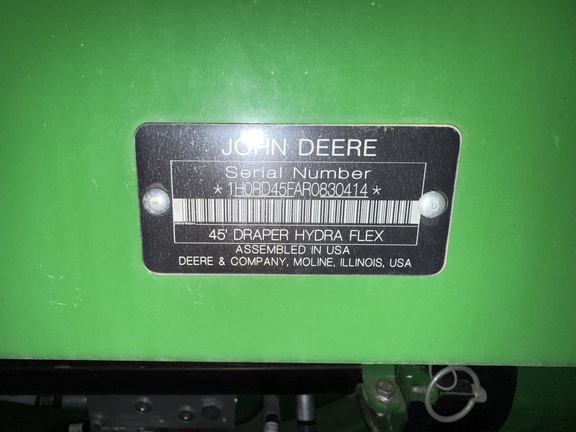 JOHN DEERE
Serial Number
*1H0RD45FAR0830414*
45' DRAPER HYDRA FLEX
ASSEMBLED IN USA
DEERE & COMPANY, MOLINE, ILLINOIS, USA